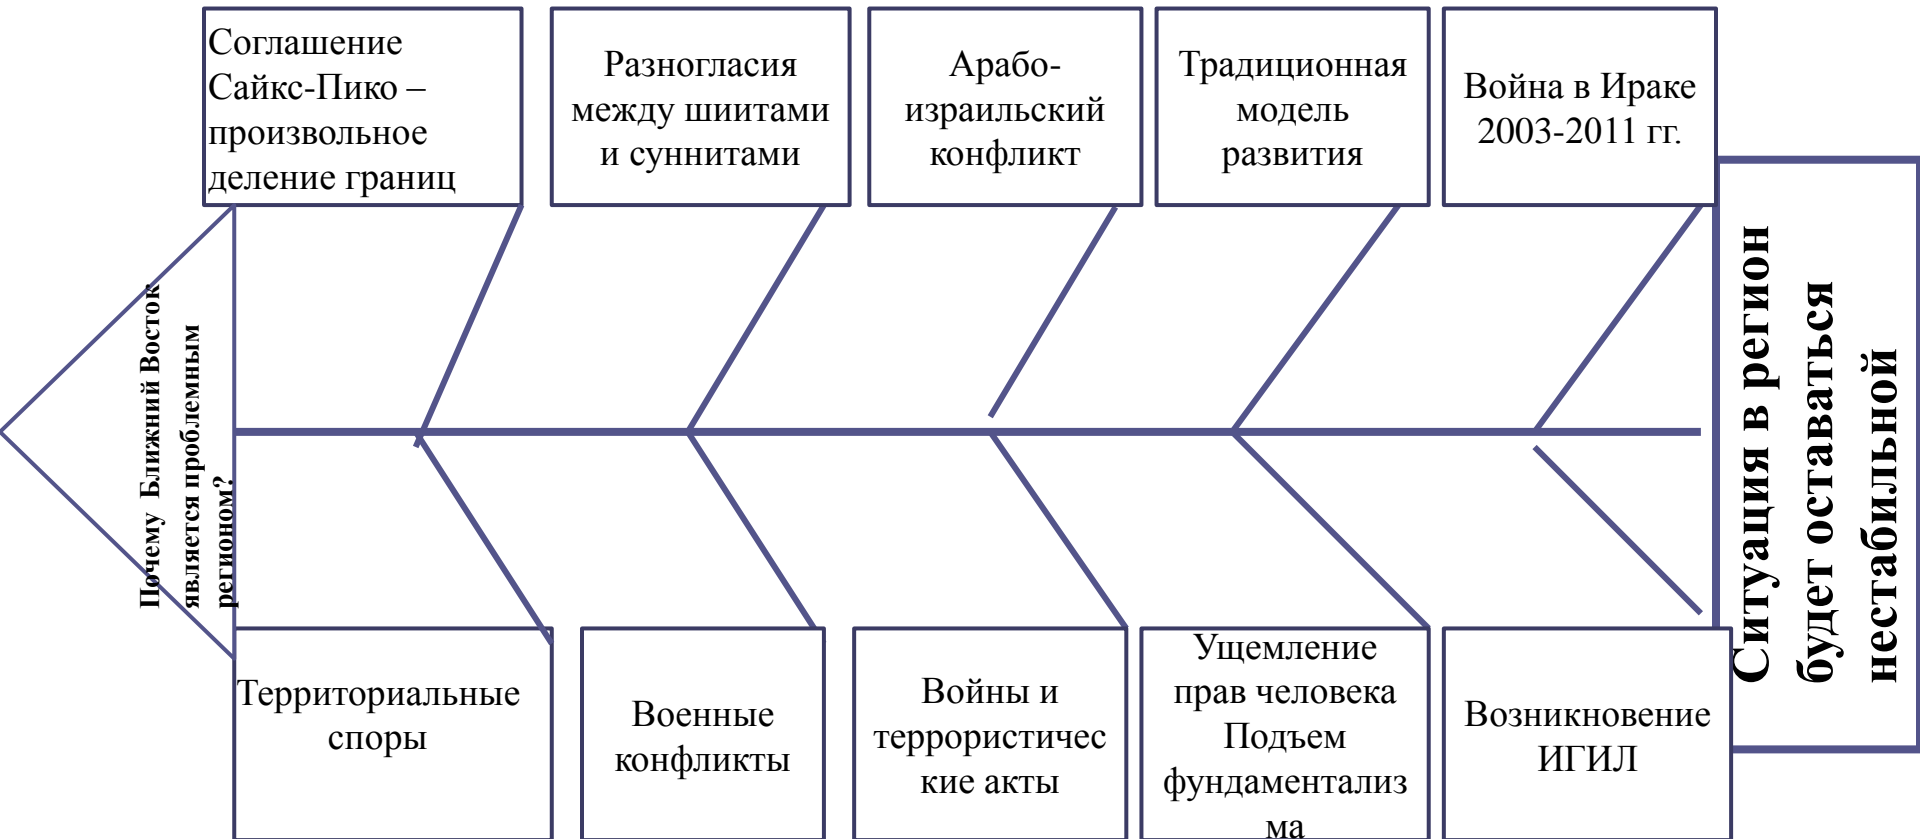 Соглашение
Сайкс-Пико –
произвольное
деление границ
Разногласия
между шиитами
и суннитами
Арабо-
израильский
конфликт
Традиционная
модель
развития
Война в Ираке
2003-2011 гг.
Почему Ближний Восток
является проблемным
регионом?
Ситуация в регион
будет оставаться
нестабильной
Территориальные
споры
Военные
конфликты
Войны и
террористичес
кие акты
Ущемление
прав человека
Подъем
фундаментализ
ма
Возникновение
ИГИЛ